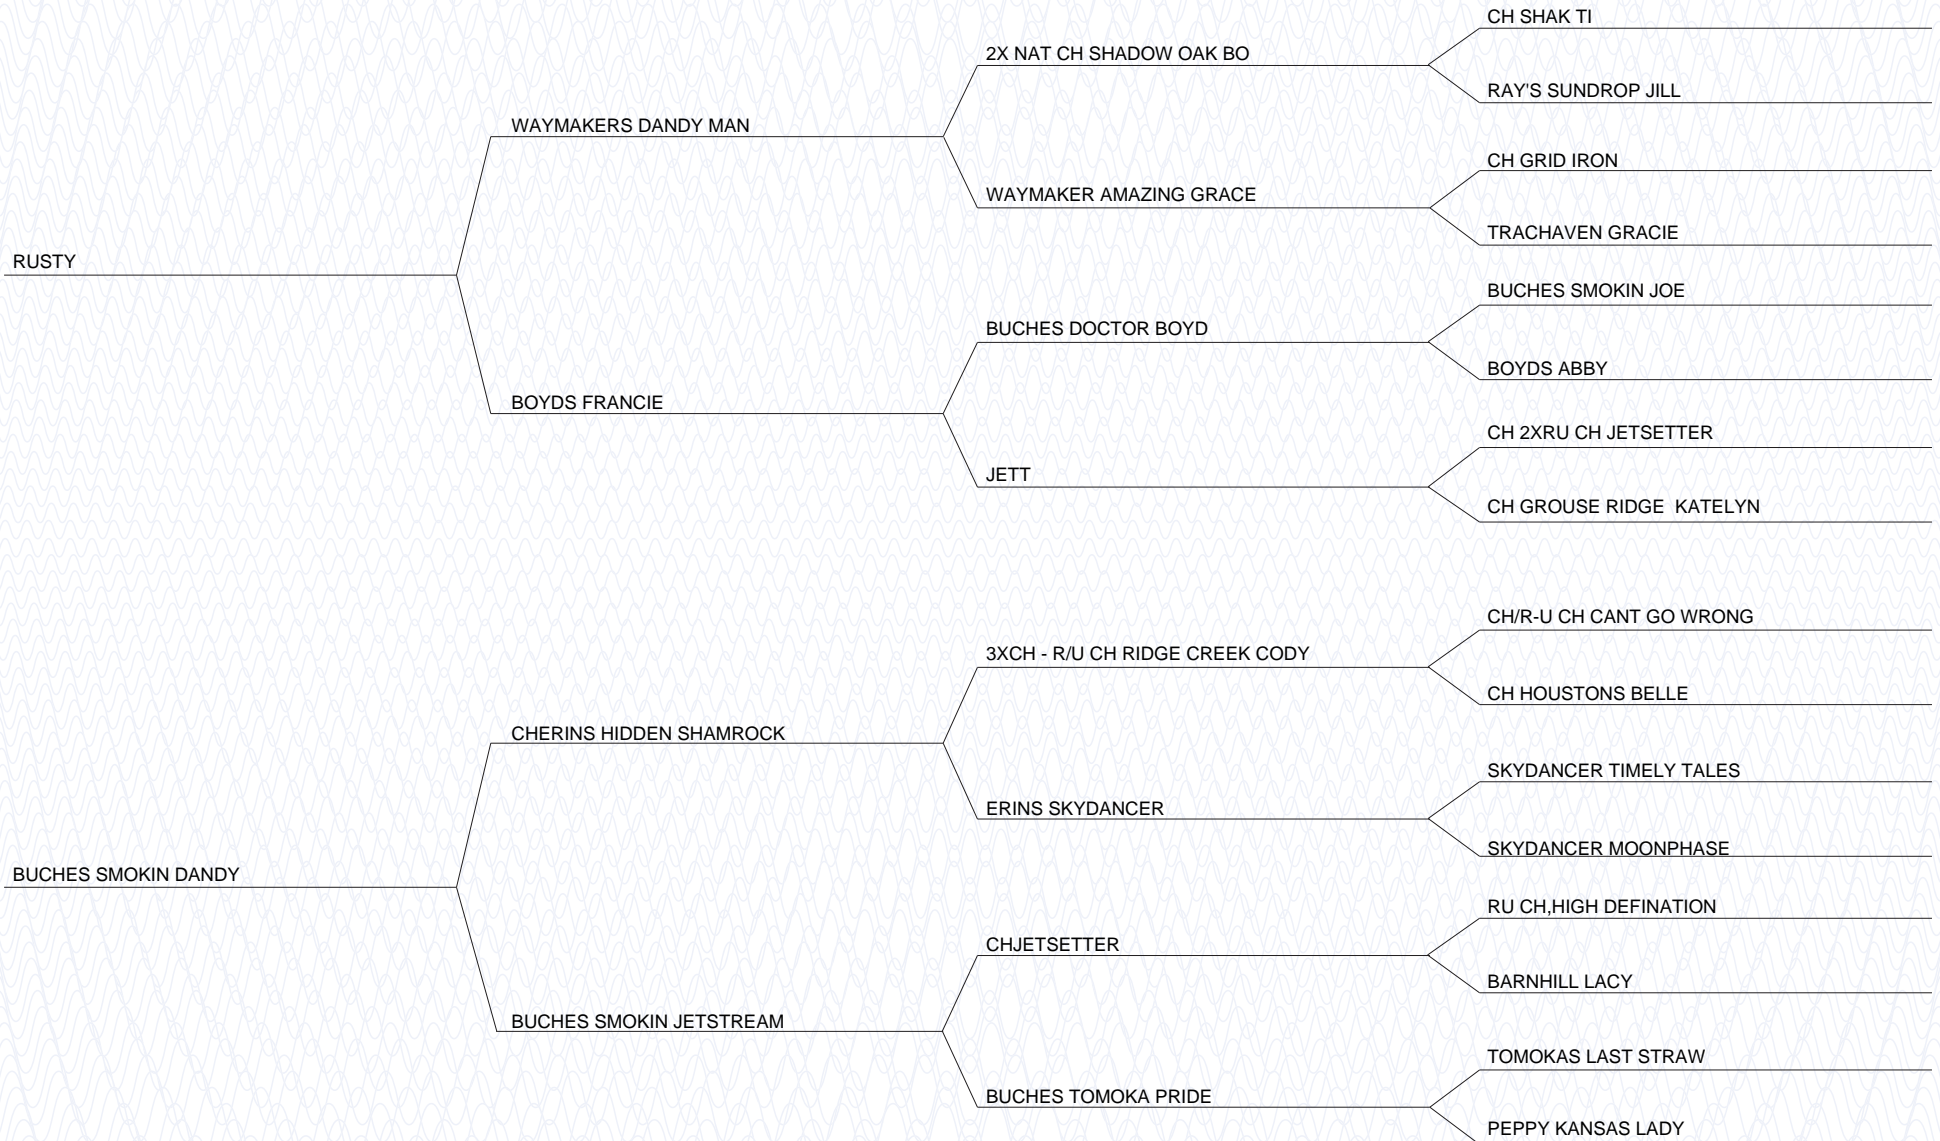 CH SHAK TI
2X NAT CH SHADOW OAK BO
RAY'S SUNDROP JILL
WAYMAKERS DANDY MAN
CH GRID IRON
WAYMAKER AMAZING GRACE
TRACHAVEN GRACIE
RUSTY
BUCHES SMOKIN JOE
BUCHES DOCTOR BOYD
BOYDS ABBY
BOYDS FRANCIE
CH 2XRU CH JETSETTER
JETT
CH GROUSE RIDGE  KATELYN
CH/R-U CH CANT GO WRONG
3XCH - R/U CH RIDGE CREEK CODY
CH HOUSTONS BELLE
CHERINS HIDDEN SHAMROCK
SKYDANCER TIMELY TALES
ERINS SKYDANCER
SKYDANCER MOONPHASE
BUCHES SMOKIN DANDY
RU CH,HIGH DEFINATION
CHJETSETTER
BARNHILL LACY
BUCHES SMOKIN JETSTREAM
TOMOKAS LAST STRAW
BUCHES TOMOKA PRIDE
PEPPY KANSAS LADY